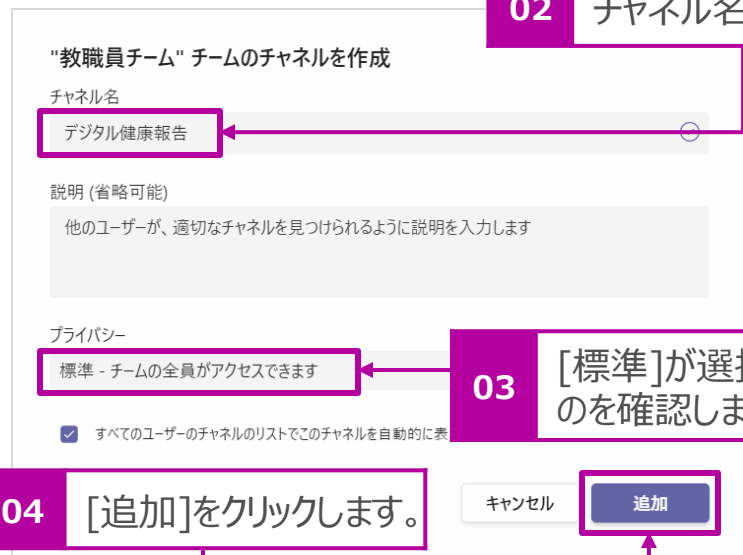 02 チャネル名
"教職員チーム" チームのチャネルを作成
チャネル名
デジタル健康報告
説明 (省略可能)
他のユーザーが、適切なチャネルを見つけられるように説明を入力します
プライバシー
標準 - チームの全員がアクセスできます
03 [標準]が選
のを確認しま
すべてのユーザーのチャネルのリストでこのチャネルを自動的に表
04 [追加]をクリックします。
キャンセル 追加